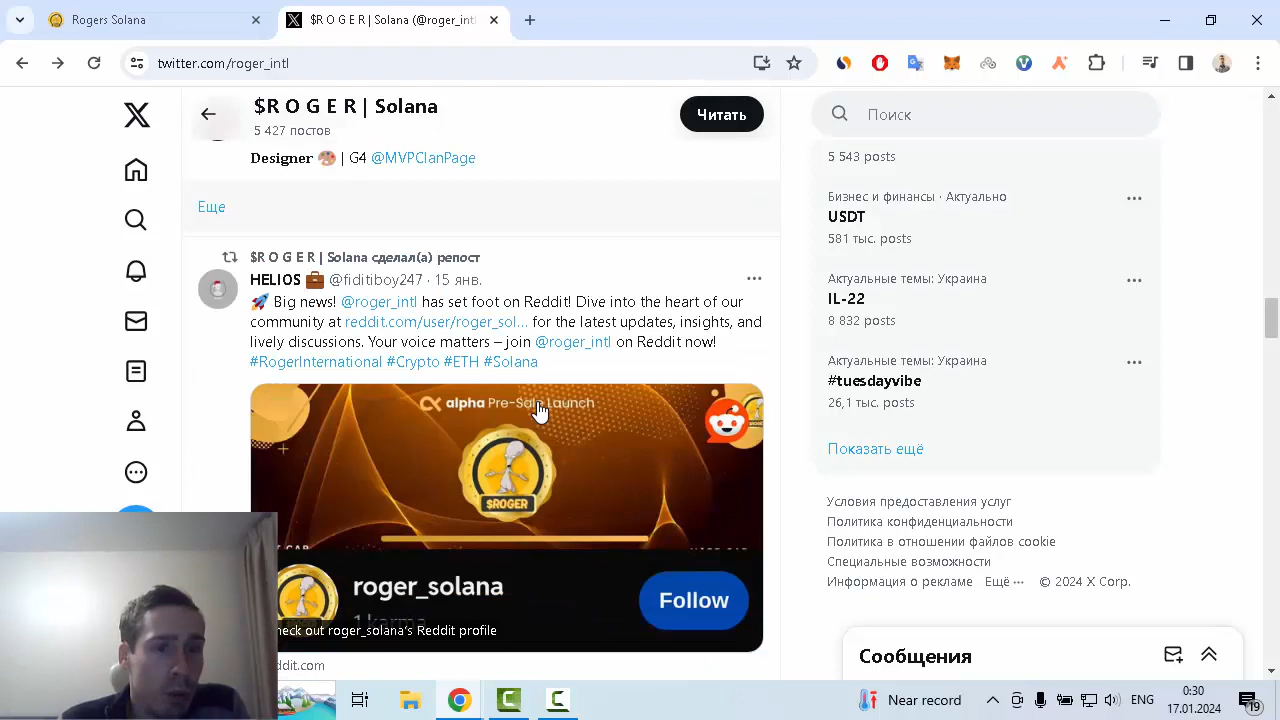 Rogers Solana
$R O G E R | Solana (@roger_intl
twitter.com/roger_intl
$R O G E R | Solana
5 427 постов
Читать
Designer 🎨 | G4 @MVPClanPage
Еще
$R O G E R | Solana сделал(а) репост
HELIOS 💼 @fiditiboy247 · 15 янв.
🚀 Big news! @roger_intl has set foot on Reddit! Dive into the heart of our
community at reddit.com/user/roger_sol... for the latest updates, insights, and
lively discussions. Your voice matters – join @roger_intl on Reddit now!
#RogerInternational #Crypto #ETH #Solana
alpha Pre-Sale Launch
$ROGER
roger_solana
1 karma
Follow
heck out roger_solana's Reddit profile
ddit.com
Поиск
5 543 posts
Бизнес и финансы · Актуально
USDT
581 тыс. posts
Актуальные темы: Украина
IL-22
1 832 posts
Актуальные темы: Украина
#tuesdayvibe
26,1 тыс. posts
Показать ещё
Условия предоставления услуг
Политика конфиденциальности
Политика в отношении файлов cookie
Специальные возможности
Информация о рекламе Ещё ··· © 2024 X Corp.
Сообщения
Near record
ENG
0:30
17.01.2024
19